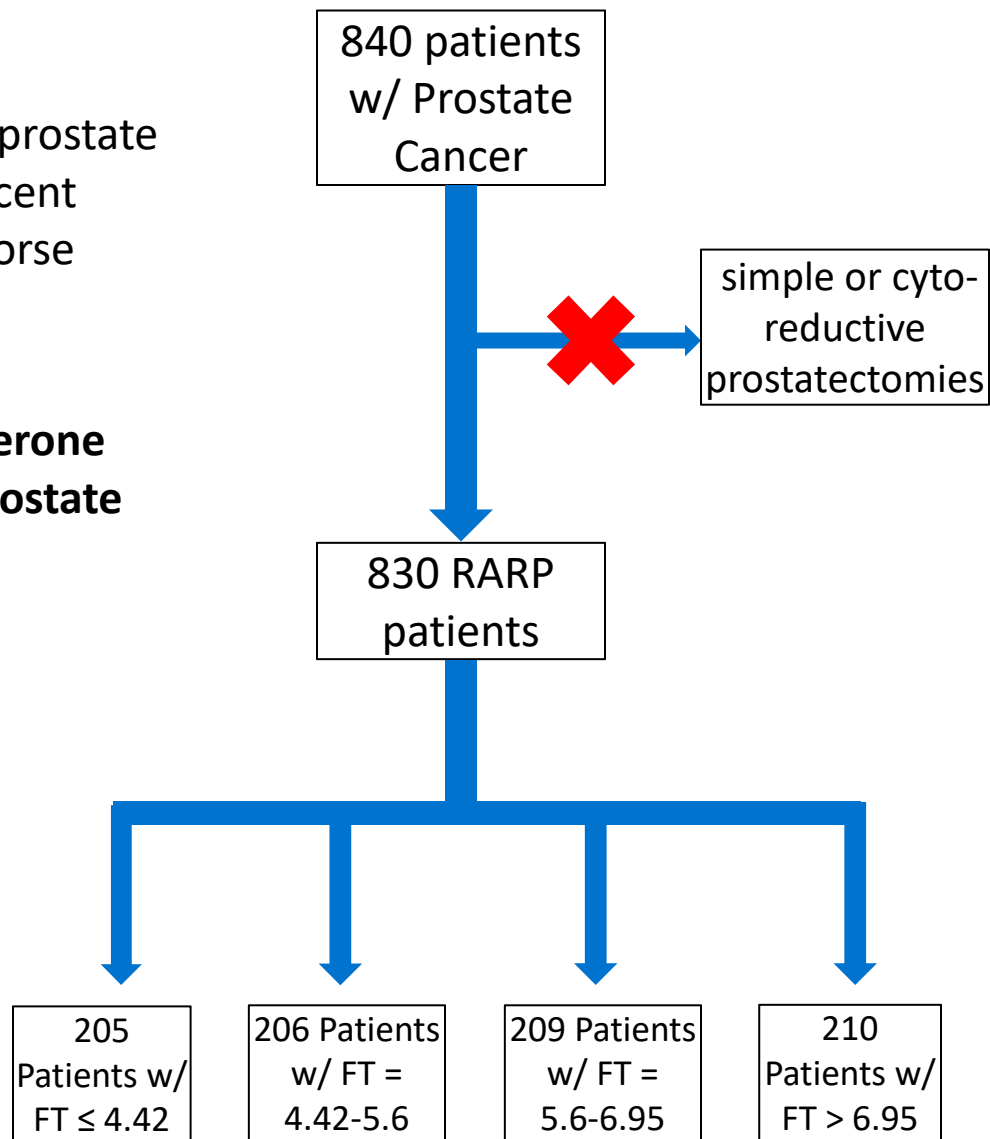 840 patients
w/ Prostate
Cancer
prostate
cent
orse
simple or cyto-
reductive
prostatectomies
erone
ostate
830 RARP
patients
205
Patients w/
FT ≤ 4.42
206 Patients
w/ FT =
4.42-5.6
209 Patients
w/ FT =
5.6-6.95
210
Patients w/
FT > 6.95